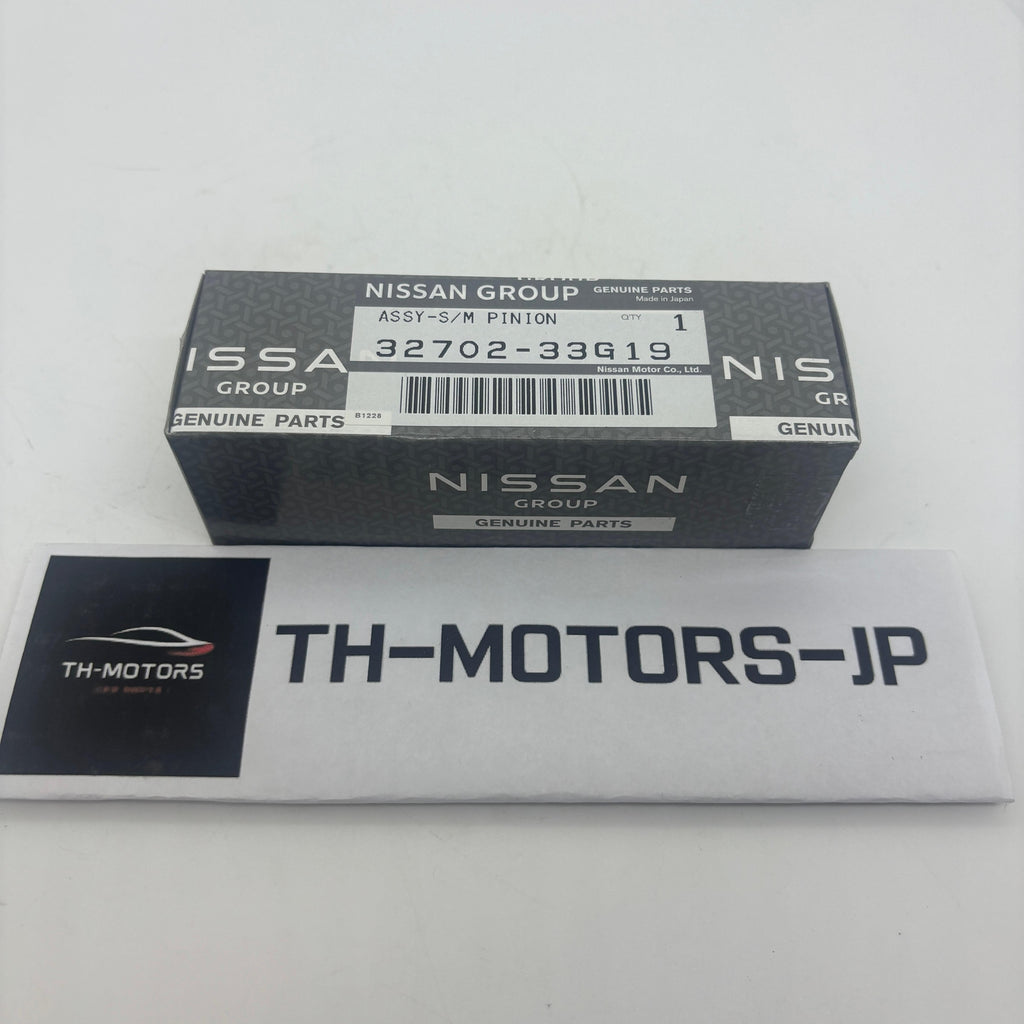 NISSAN GROUP GENUINE PARTS
Made in Japan
ASSY-S/M PINION QTY 1
32702-33G19
Nissan Motor Co., Ltd.
ISSA
GROUP
GENUINE PARTS
B1228
NIS
GR
GENUIN
NISSAN
GROUP
GENUINE PARTS
TH-MOTORS
TH-MOTORS-JP